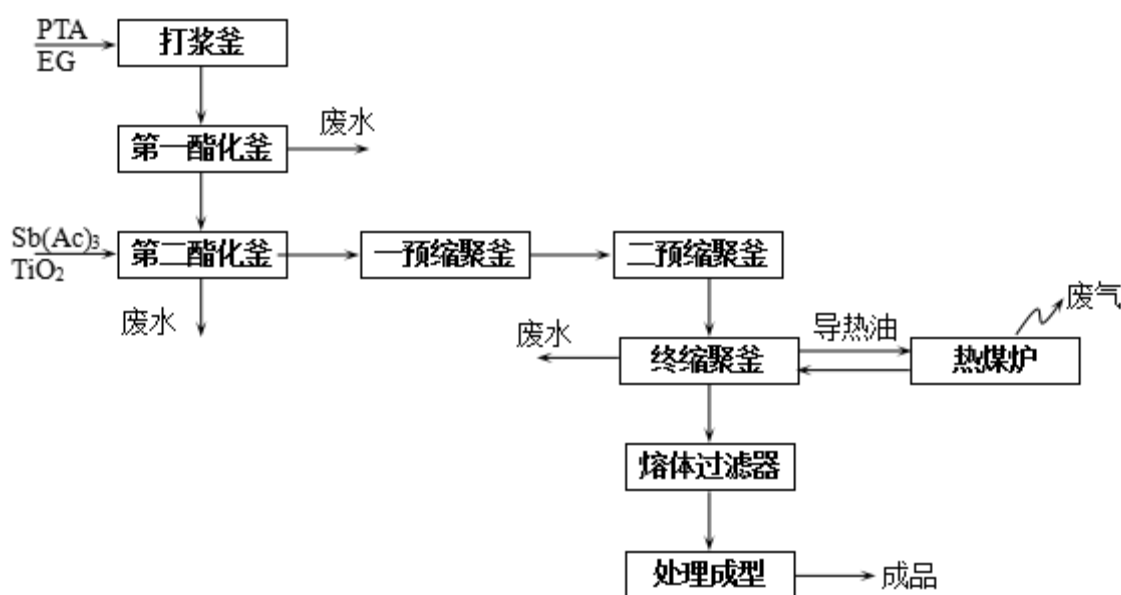 PTA
EG
打浆釜
第一酯化釜
废水
Sb(Ac)₃
TiO₂
第二酯化釜
一预缩聚釜
二预缩聚釜
废水
废水
终缩聚釜
导热油
热煤炉
废气
熔体过滤器
处理成型
成品